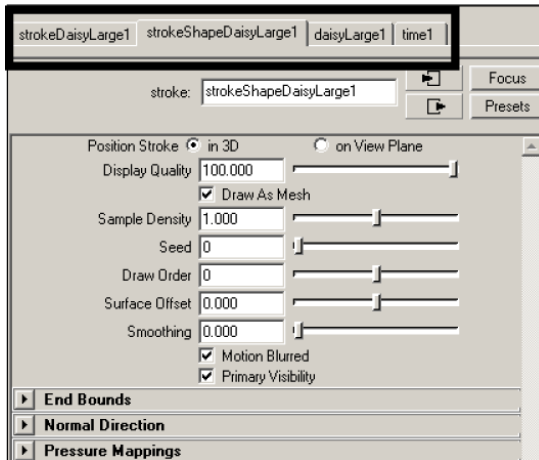 strokeDaisyLarge1 strokeShapeDaisyLarge1 daisyLarge1 time1
stroke: strokeShapeDaisyLarge1 Focus
Presets
Position Stroke in 3D on View Plane
Display Quality 100.000
Draw As Mesh
Sample Density 1.000
Seed 0
Draw Order 0
Surface Offset 0.000
Smoothing 0.000
Motion Blurred
Primary Visibility
End Bounds
Normal Direction
Pressure Mappings